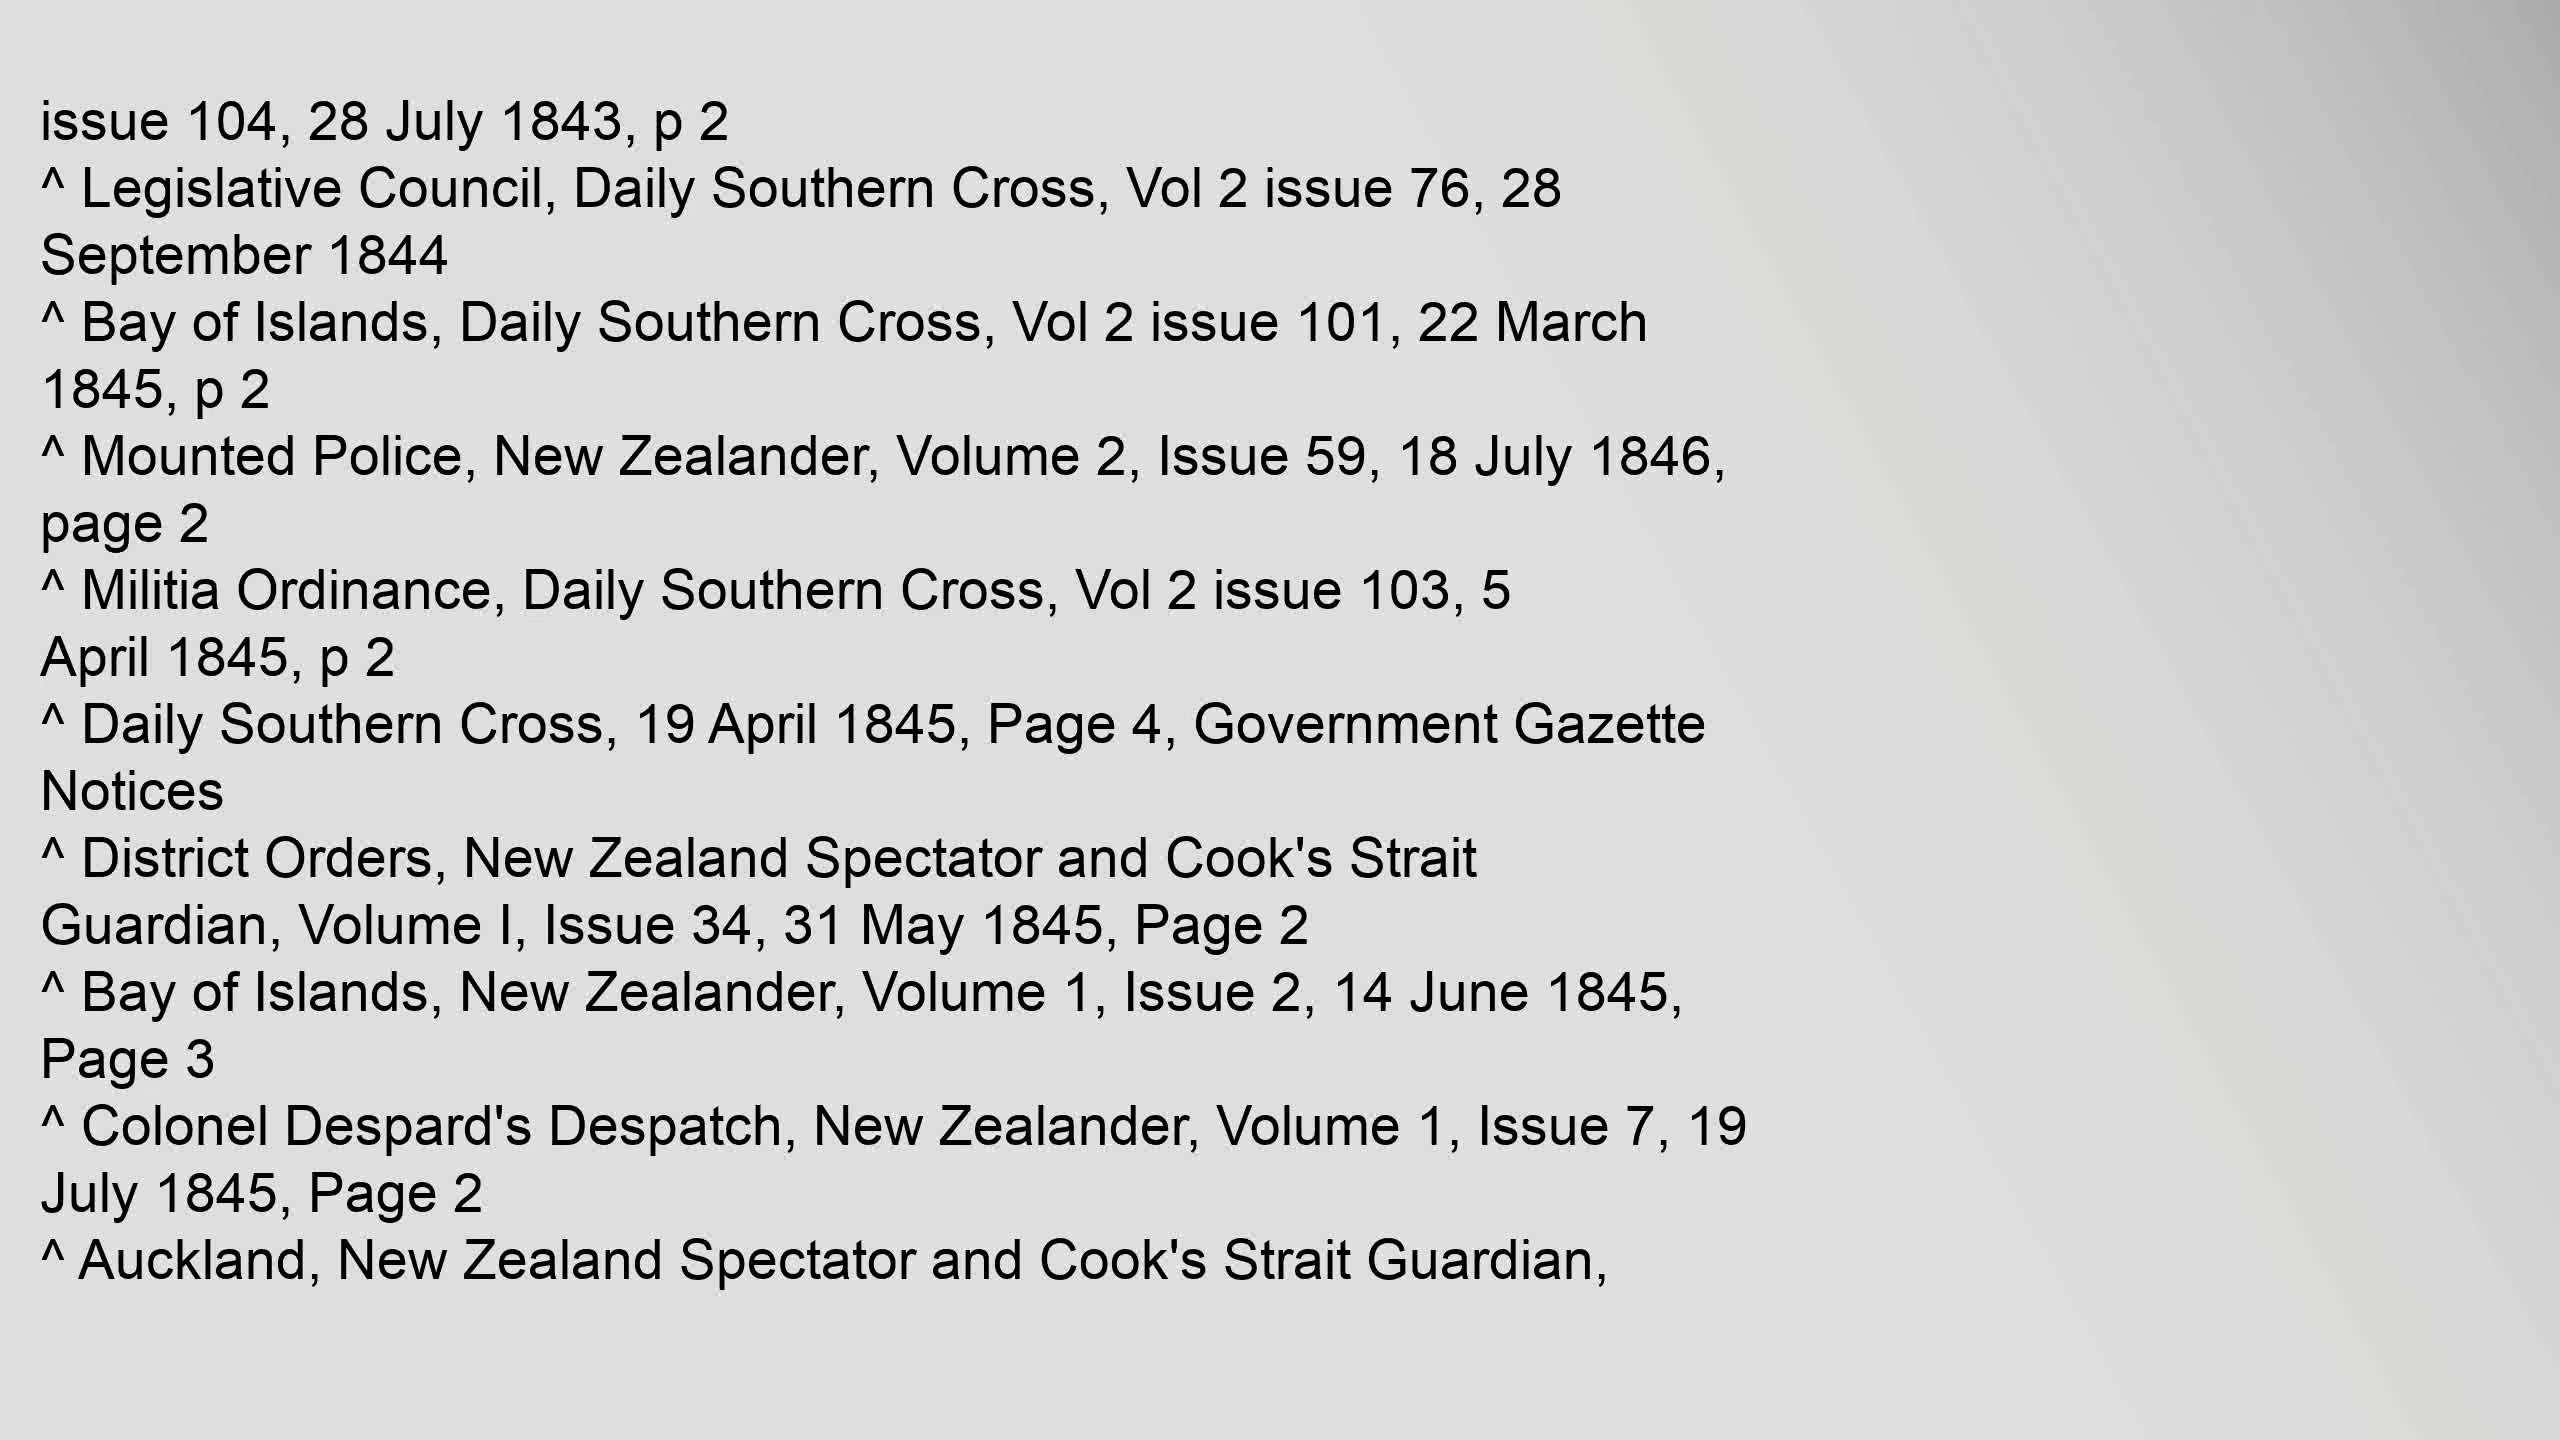 issue 104, 28 July 1843, p 2
^ Legislative Council, Daily Southern Cross, Vol 2 issue 76, 28
September 1844
^ Bay of Islands, Daily Southern Cross, Vol 2 issue 101, 22 March
1845, p 2
^ Mounted Police, New Zealander, Volume 2, Issue 59, 18 July 1846,
page 2
^ Militia Ordinance, Daily Southern Cross, Vol 2 issue 103, 5
April 1845, p 2
^ Daily Southern Cross, 19 April 1845, Page 4, Government Gazette
Notices
^ District Orders, New Zealand Spectator and Cook's Strait
Guardian, Volume I, Issue 34, 31 May 1845, Page 2
^ Bay of Islands, New Zealander, Volume 1, Issue 2, 14 June 1845,
Page 3
^ Colonel Despard's Despatch, New Zealander, Volume 1, Issue 7, 19
July 1845, Page 2
^ Auckland, New Zealand Spectator and Cook's Strait Guardian,